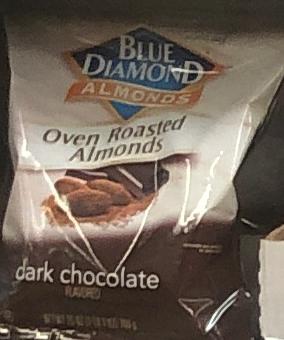 BLUE
DIAMOND
ALMONDS
Oven Roasted
Almonds
dark chocolate
FLAVORED